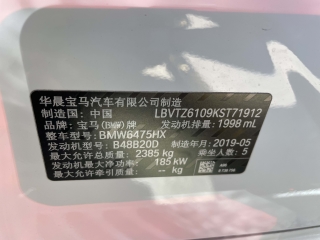 华晨宝马汽车有限公司制造
制造国：中国 LBVTZ6109KST71912
品牌：宝马(BMW)牌 发动机排量：1998 mL
整车型号：BMW6475HX
发动机型号：B48B20D 制造年月：2019-05
最大允许总质量：2385 kg 乘坐人数：5
发动机最大净功率：185 kW
最大允许牵引质量：-- kg